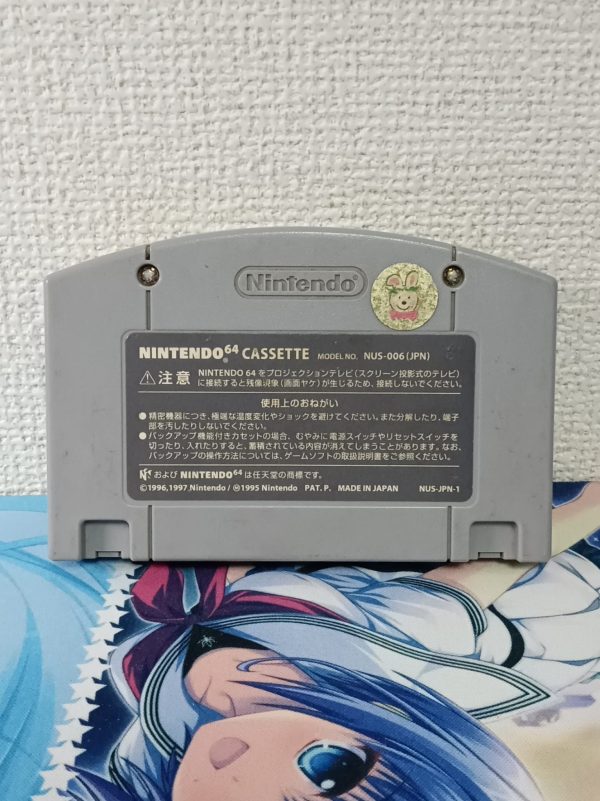 Nintendo
NINTENDO64 CASSETTE MODEL NO. NUS-006(JPN)
⚠注意 NINTENDO 64 をプロジェクションテレビ(スクリーン投影式のテレビ)
に接続すると残像現象(画面ヤケ)が生じるため、接続しないでください。
使用上のおねがい
●精密機器につき、極端な温度変化やショックを避けてください。また分解したり、端子
部を汚したりしないでください。
●バックアップ機能付きカセットの場合、むやみに電源スイッチやリセットスイッチを
切ったり、入れたりすると、蓄積されている内容が消えてしまうことがあります。なお、
バックアップの操作方法については、ゲームソフトの取扱説明書をご参照ください。
および NINTENDO64 は任天堂の商標です。
©1996,1997 Nintendo/℗1995 Nintendo PAT. P. MADE IN JAPAN NUS-JPN-1